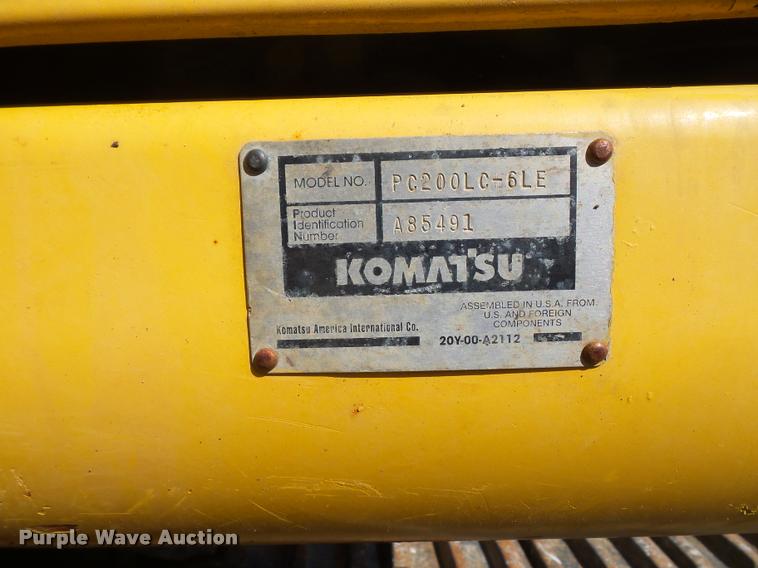 MODEL NO. PC200LC-6LE
Product
Identification
Number
A85491
KOMATSU
ASSEMBLED IN U.S.A. FROM
U.S. AND FOREIGN
COMPONENTS
Komatsu America International Co.
20Y-00-A2112
Purple Wave Auction